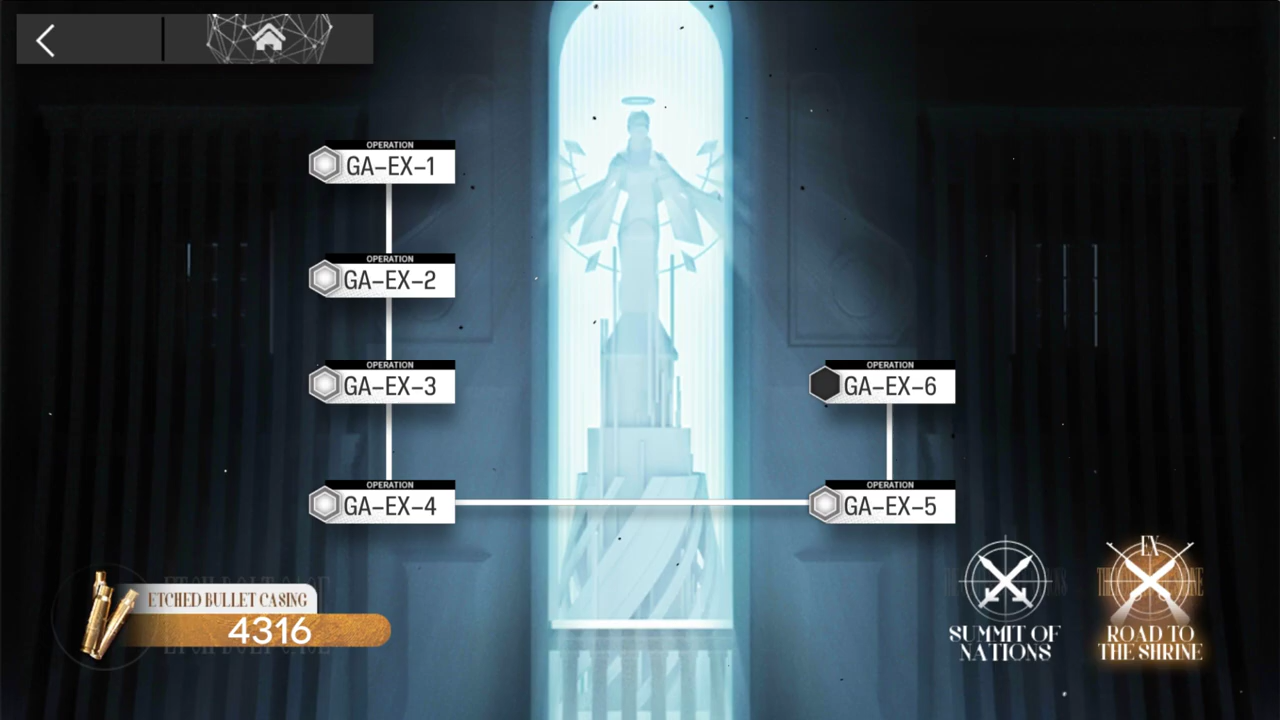 OPERATION
GA-EX-1
OPERATION
GA-EX-2
OPERATION
GA-EX-3
OPERATION
GA-EX-4
OPERATION
GA-EX-6
OPERATION
GA-EX-5
ETCHED BULLET CASING
4316
SUMMIT OF
NATIONS
EX
ROAD TO
THE SHRINE